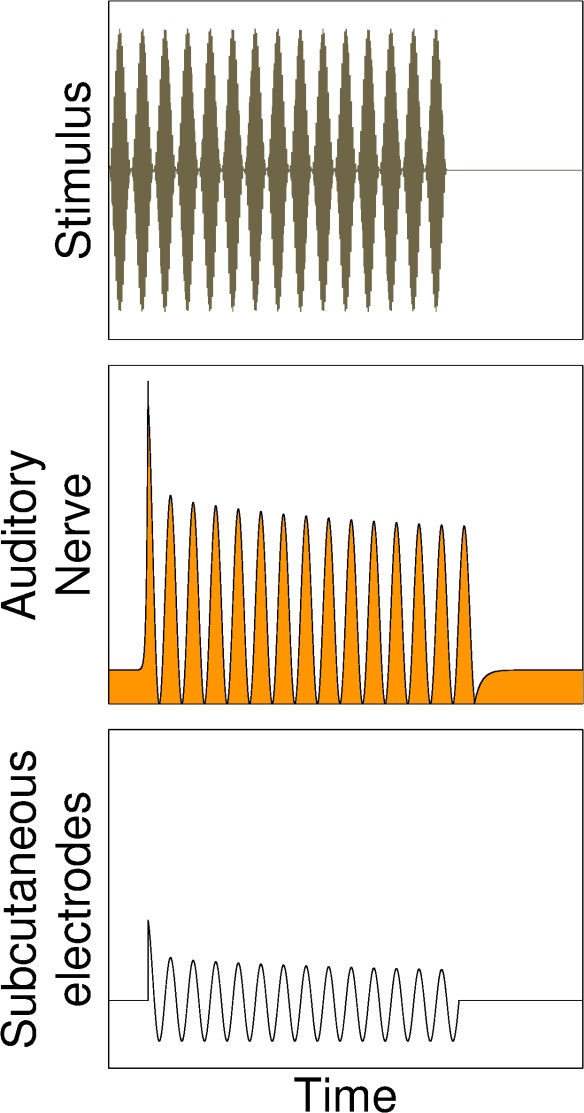 Stimulus
Auditory
Nerve
Subcutaneous
electrodes
Time